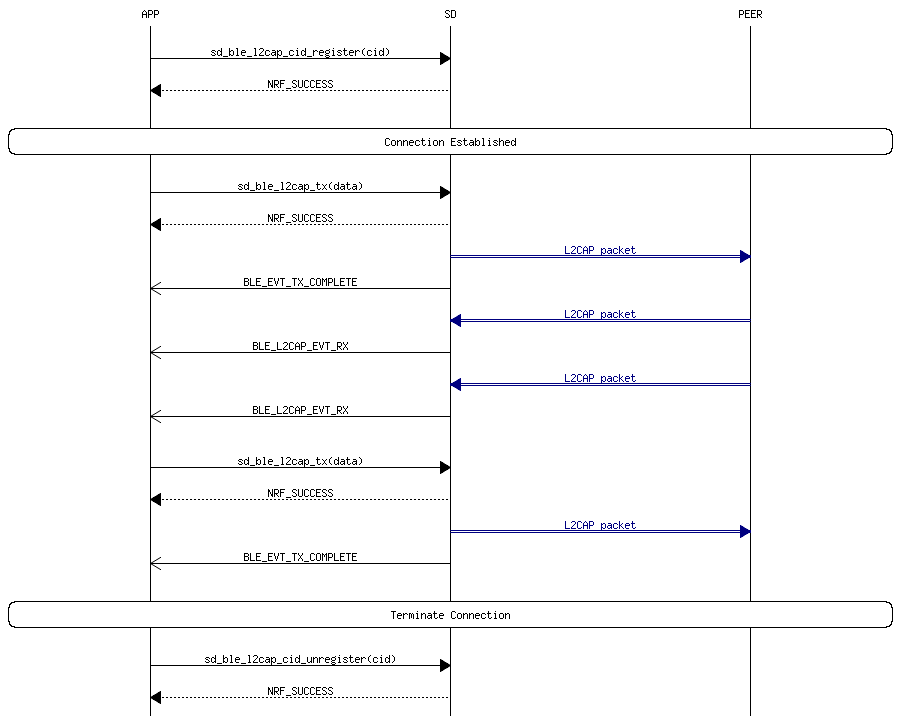 APP SD PEER
sd_ble_l2cap_cid_register(cid)
NRF_SUCCESS
Connection Established
sd_ble_l2cap_tx(data)
NRF_SUCCESS
L2CAP packet
BLE_EVT_TX_COMPLETE
L2CAP packet
BLE_L2CAP_EVT_RX
L2CAP packet
BLE_L2CAP_EVT_RX
sd_ble_l2cap_tx(data)
NRF_SUCCESS
L2CAP packet
BLE_EVT_TX_COMPLETE
Terminate Connection
sd_ble_l2cap_cid_unregister(cid)
NRF_SUCCESS